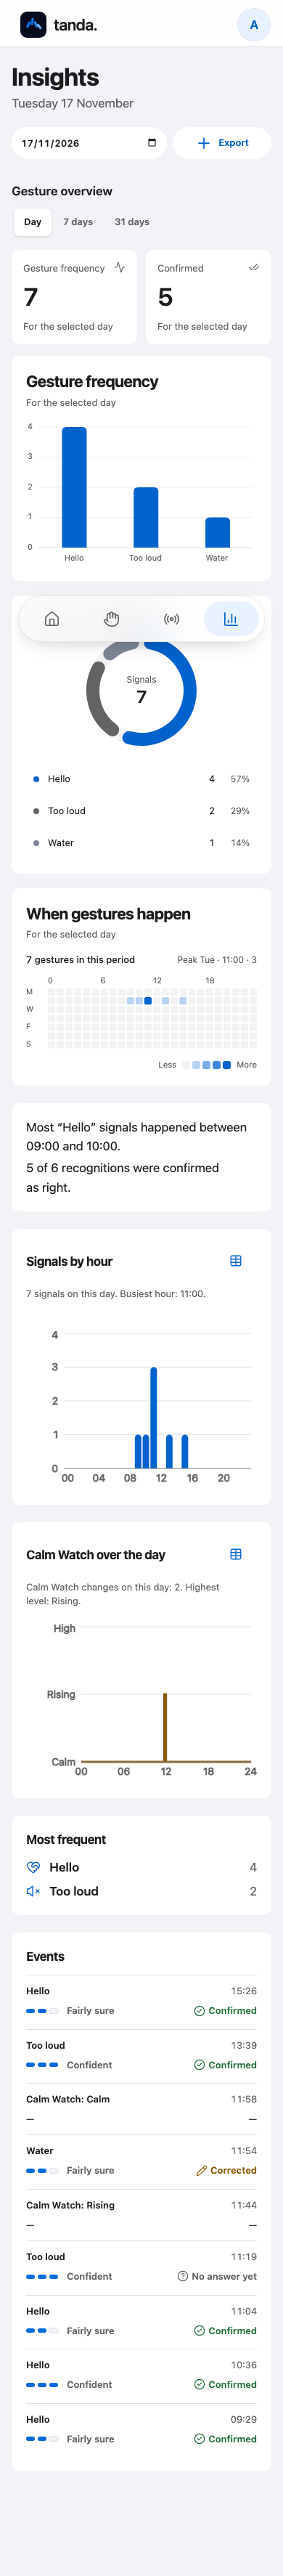 tanda.
A
Insights
Tuesday 17 November
17/11/2026
Export
Gesture overview
Day 7 days 31 days
Gesture frequency
7
For the selected day
Confirmed
5
For the selected day
Gesture frequency
For the selected day
4
3
2
1
0
Hello Too loud Water
Signals
7
Hello 4 57%
Too loud 2 29%
Water 1 14%
When gestures happen
For the selected day
7 gestures in this period Peak Tue · 11:00 · 3
0 6 12 18
M
W
F
S
Less More
Most “Hello” signals happened between
09:00 and 10:00.
5 of 6 recognitions were confirmed
as right.
Signals by hour
7 signals on this day. Busiest hour: 11:00.
4
3
2
1
0
00 04 08 12 16 20
Calm Watch over the day
Calm Watch changes on this day: 2. Highest
level: Rising.
High
Rising
Calm
00 06 12 18 24
Most frequent
Hello 4
Too loud 2
Events
Hello 15:26
Fairly sure Confirmed
Too loud 13:39
Confident Confirmed
Calm Watch: Calm 11:58
— —
Water 11:54
Fairly sure Corrected
Calm Watch: Rising 11:44
— —
Too loud 11:19
Confident No answer yet
Hello 11:04
Fairly sure Confirmed
Hello 10:36
Confident Confirmed
Hello 09:29
Fairly sure Confirmed